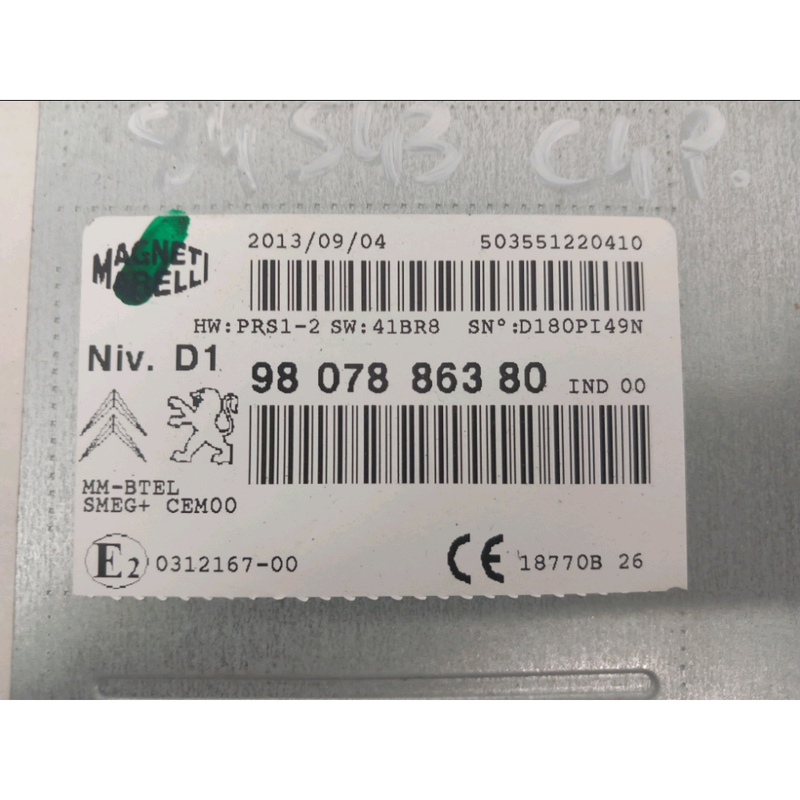 MAGNETI
MARELLI
2013/09/04 503551220410
HW:PRS1-2 SW:41BR8 SN°:D180PI49N
Niv. D1
98 078 863 80 IND 00
MM-BTEL
SMEG+ CEM00
E2 0312167-00
CE 18770B 26